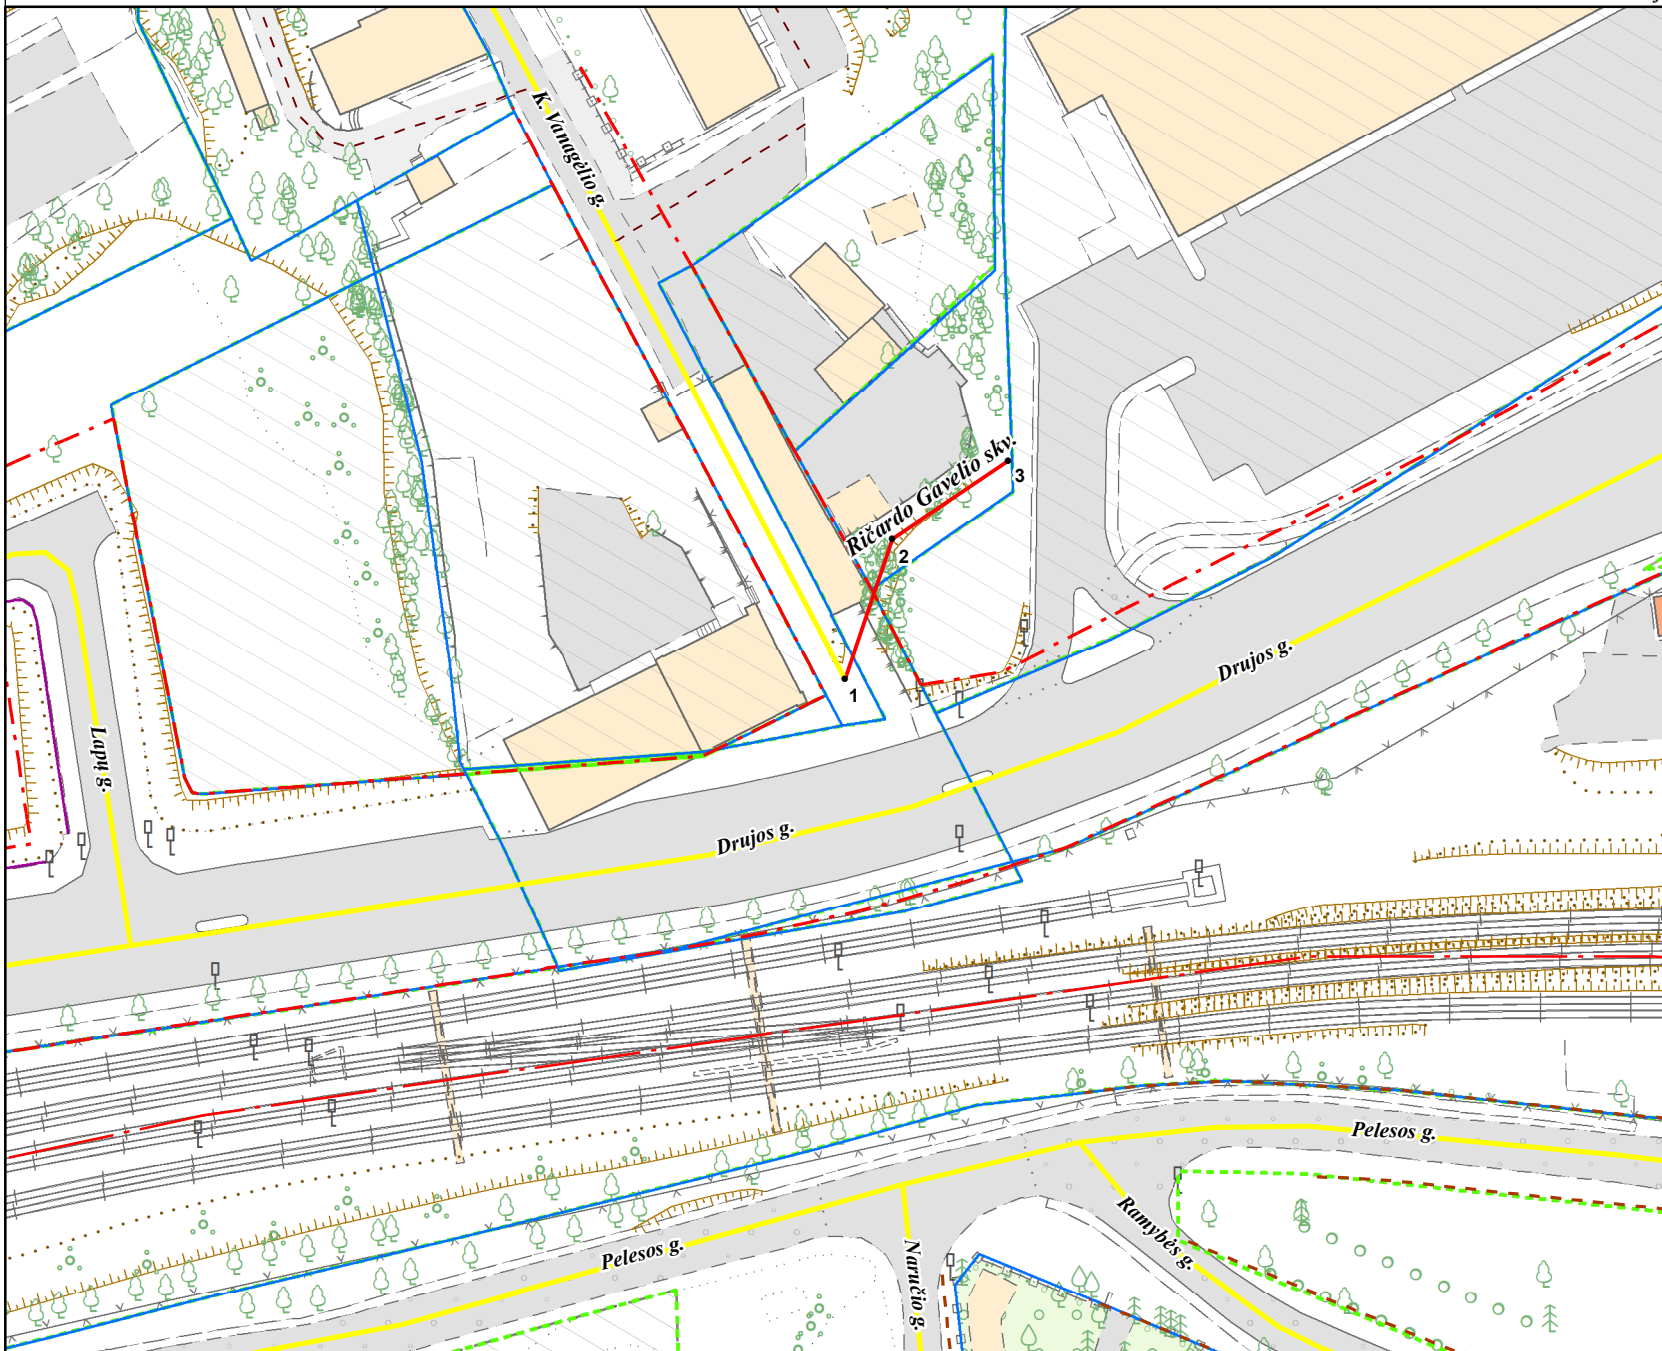 K. Vanagėlio g.
Ričardo Gavelio skv.
3
2
1
Drujos g.
Lapų g.
Drujos g.
Pelesos g.
Ramybės g.
Pelesos g.
Naručio g.